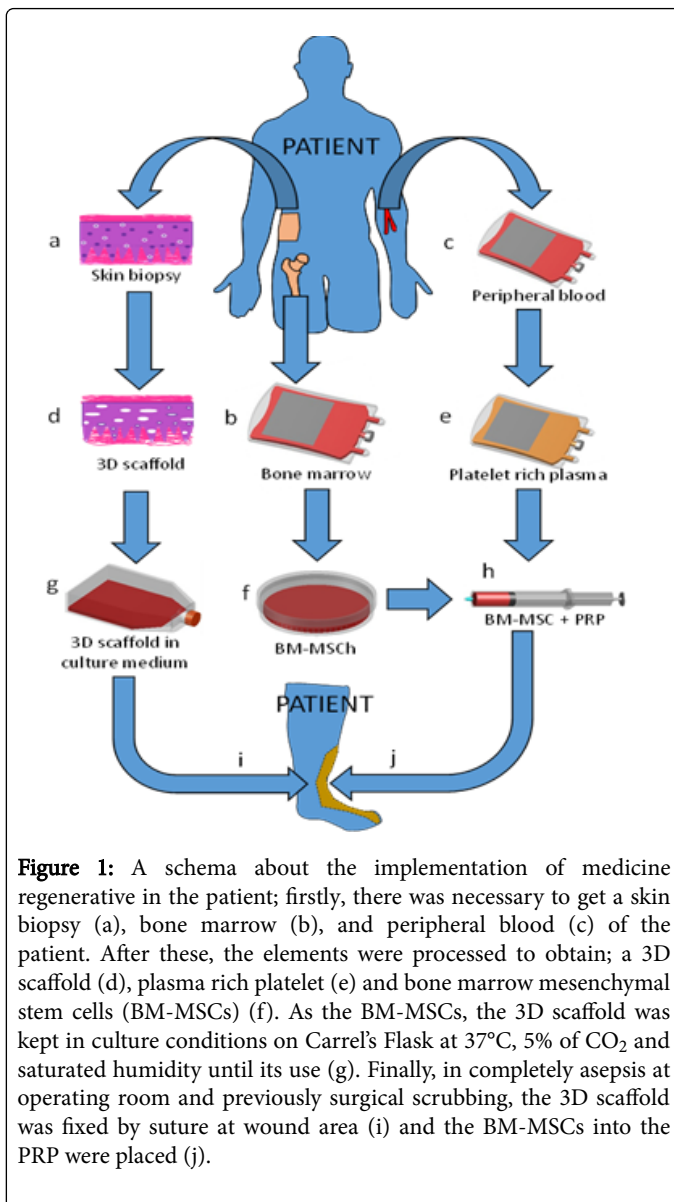 PATIENT
a
Skin biopsy
c
Peripheral blood
d
3D scaffold
b
Bone marrow
e
Platelet rich plasma
g
3D scaffold in
culture medium
f
BM-MSCh
h
BM-MSC + PRP
PATIENT
i
j
Figure 1: A schema about the implementation of medicine
regenerative in the patient; firstly, there was necessary to get a skin
biopsy (a), bone marrow (b), and peripheral blood (c) of the
patient. After these, the elements were processed to obtain; a 3D
scaffold (d), plasma rich platelet (e) and bone marrow mesenchymal
stem cells (BM-MSCs) (f). As the BM-MSCs, the 3D scaffold was
kept in culture conditions on Carrel's Flask at 37°C, 5% of CO₂ and
saturated humidity until its use (g). Finally, in completely asepsis at
operating room and previously surgical scrubbing, the 3D scaffold
was fixed by suture at wound area (i) and the BM-MSCs into the
PRP were placed (j).